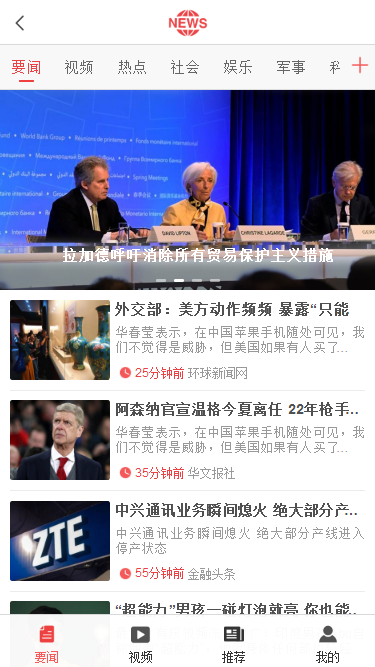 NEWS
要闻 视频 热点 社会 娱乐 军事
World Bank Group
DAVID LIPTON
CHRISTINE LAGARDE
拉加德呼吁消除所有贸易保护主义措施
外交部：美方动作频频 暴露“只能
华春莹表示，在中国苹果手机随处可见，我
们不觉得是威胁，但美国如果有人买了...
25分钟前 环球新闻网
阿森纳官宣温格今夏离任 22年枪手..
华春莹表示，在中国苹果手机随处可见，我
们不觉得是威胁，但美国如果有人买了...
35分钟前 华文报社
中兴通讯业务瞬间熄火 绝大部分产..
中兴通讯业务瞬间熄火 绝大部分产线进入
停产状态
ZTE
55分钟前 金融头条
“超能力”男孩一碰灯泡就亮 你也能..
要闻 视频 推荐 我的